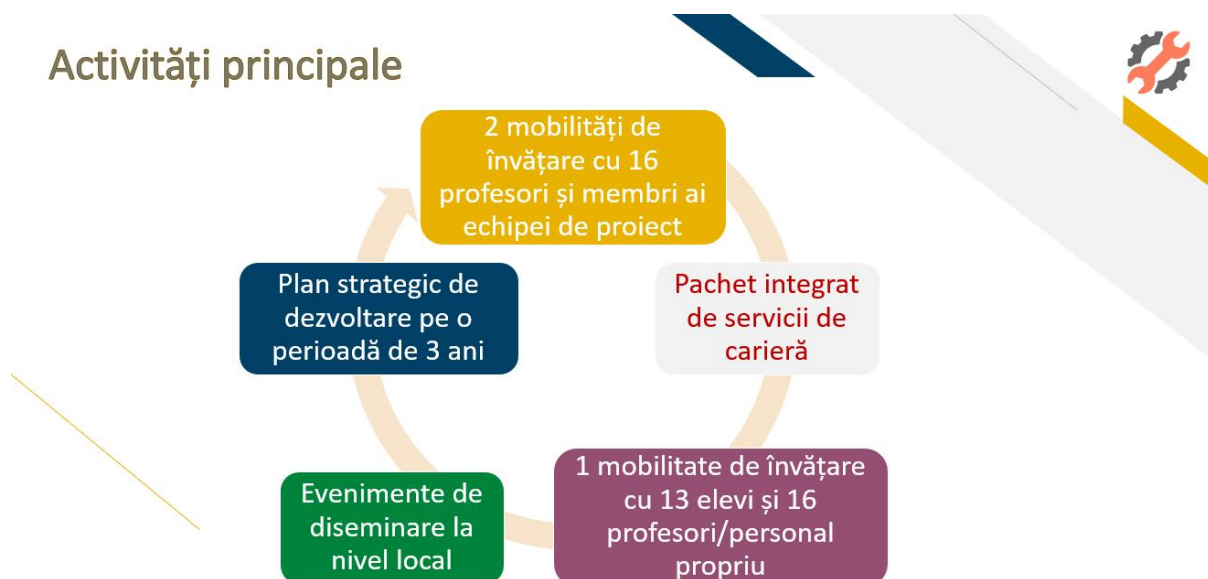 Activități principale
2 mobilități de
învățare cu 16
profesori și membri ai
echipei de proiect
Pachet integrat
de servicii de
carieră
1 mobilitate de învățare
cu 13 elevi și 16
profesori/personal
propriu
Evenimente de
diseminare la
nivel local
Plan strategic de
dezvoltare pe o
perioadă de 3 ani